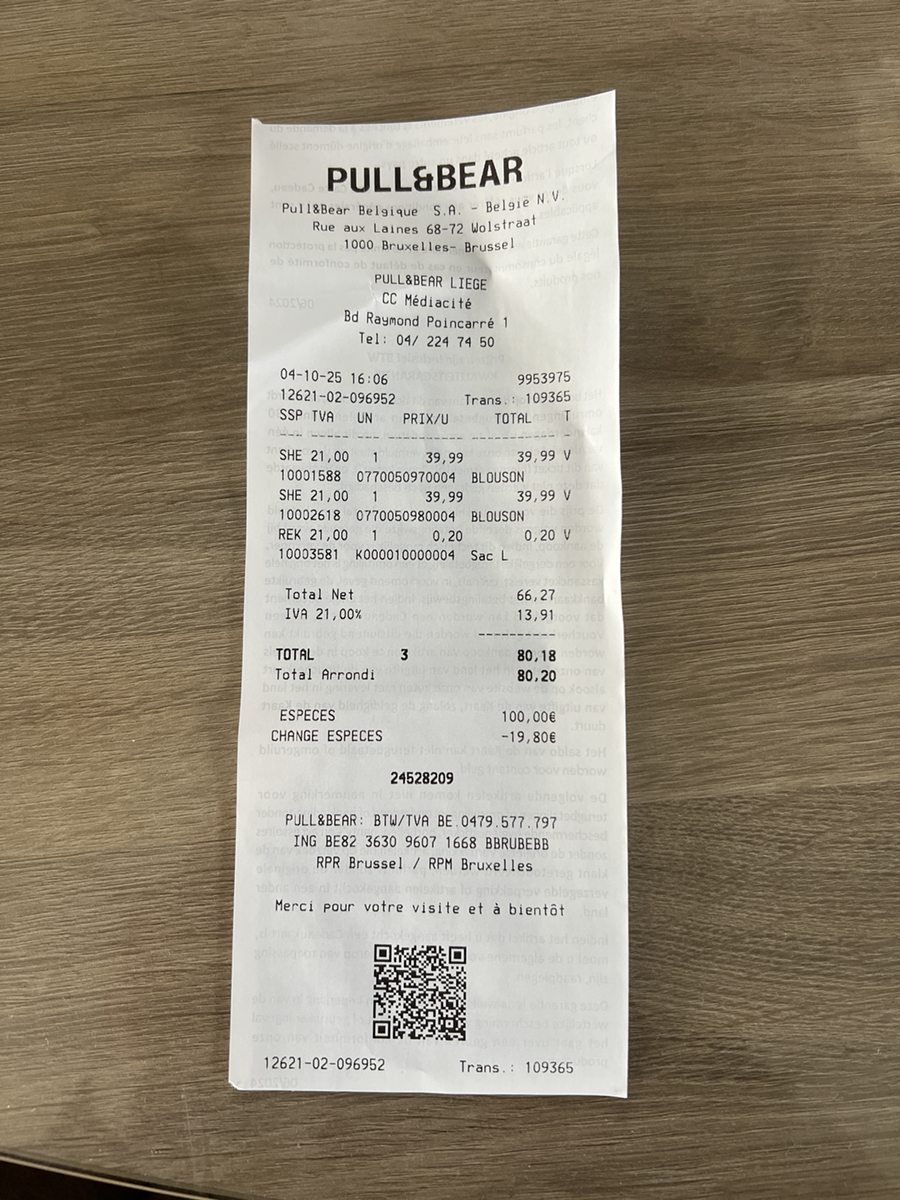 PULL&BEAR
Pull&Bear Belgique S.A. - België N.V.
Rue aux Laines 68-72 Wolstraat
1000 Bruxelles- Brussel
PULL&BEAR LIEGE
CC Médiacité
Bd Raymond Poincarré 1
Tel: 04/ 224 74 50
04-10-25 16:06 9953975
12621-02-096952 Trans.: 109365
SSP TVA UN PRIX/U TOTAL T
--- ----- --- -------- ----------- -
SHE 21,00 1 39,99 39,99 V
10001588 0770050970004 BLOUSON
SHE 21,00 1 39,99 39,99 V
10002618 0770050980004 BLOUSON
REK 21,00 1 0,20 0,20 V
10003581 K000010000004 Sac L
Total Net 66,27
IVA 21,00% 13,91
----------
TOTAL 3 80,18
Total Arrondi 80,20
ESPECES 100,00€
CHANGE ESPECES -19,80€
24528209
PULL&BEAR: BTW/TVA BE.0479.577.797
ING BE82 3630 9607 1668 BBRUBEBB
RPR Brussel / RPM Bruxelles
Merci pour votre visite et à bientôt
12621-02-096952 Trans.: 109365